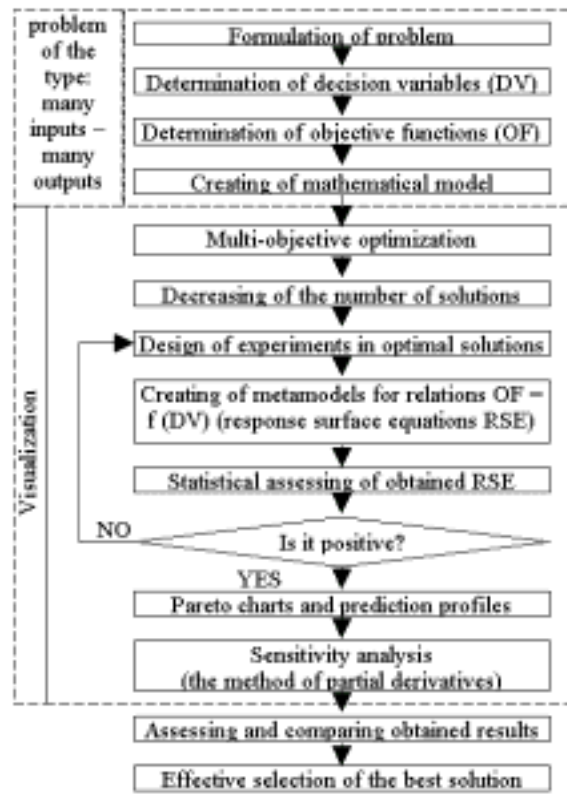 problem
of the
type:
many
inputs –
many
outputs
Formulation of problem
Determination of decision variables (DV)
Determination of objective functions (OF)
Creating of mathematical model
Visualization
Multi-objective optimization
Decreasing of the number of solutions
Design of experiments in optimal solutions
Creating of metamodels for relations OF =
f (DV) (response surface equations RSE)
Statistical assessing of obtained RSE
NO
Is it positive?
YES
Pareto charts and prediction profiles
Sensitivity analysis
(the method of partial derivatives)
Assessing and comparing obtained results
Effective selection of the best solution